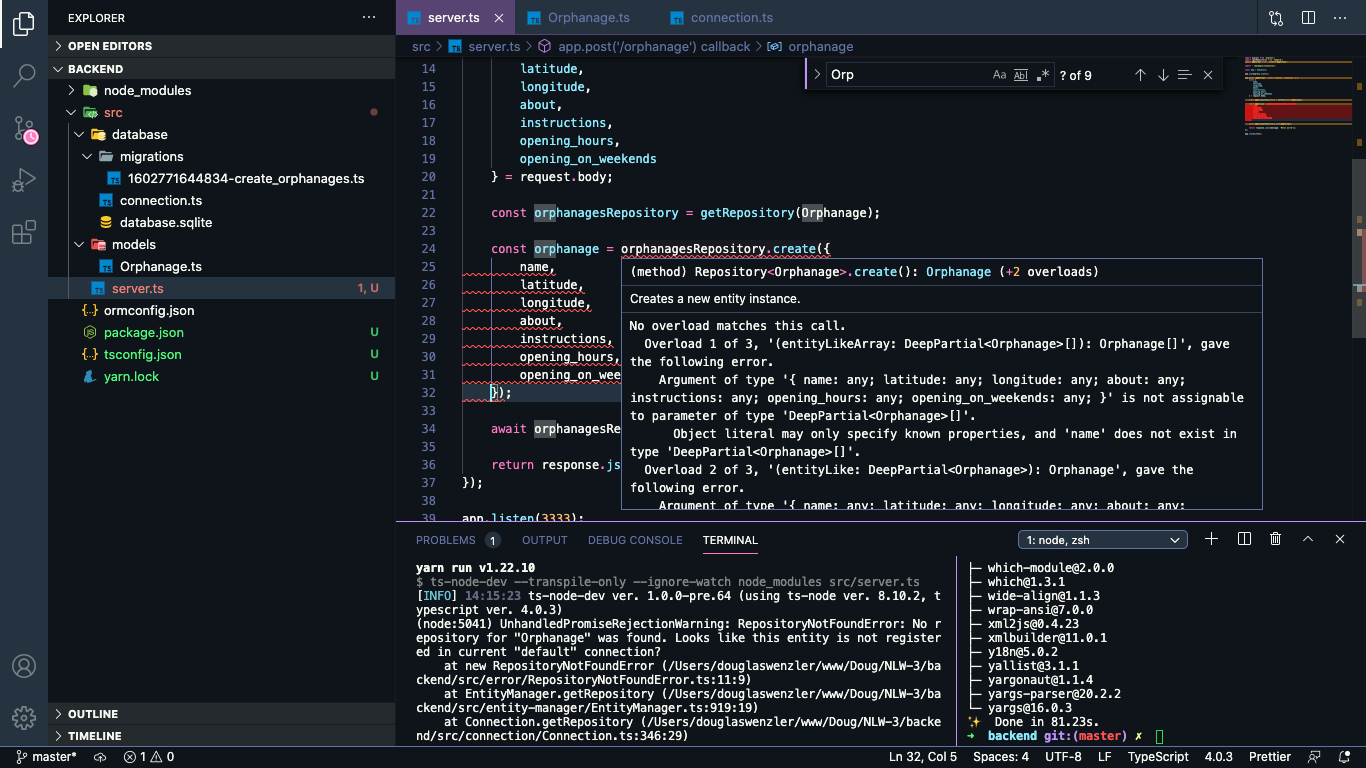 EXPLORER
OPEN EDITORS
BACKEND
node_modules
src
database
migrations
1602771644834-create_orphanages.ts
connection.ts
database.sqlite
models
Orphanage.ts
server.ts 1, U
ormconfig.json
package.json U
tsconfig.json U
yarn.lock U
OUTLINE
TIMELINE
server.ts Orphanage.ts connection.ts
src server.ts app.post('/orphanage') callback orphanage
Orp Aa Abl .* ? of 9
14 latitude,
15 longitude,
16 about,
17 instructions,
18 opening_hours,
19 opening_on_weekends
20 } = request.body;
21
22 const orphanagesRepository = getRepository(Orphanage);
23
24 const orphanage = orphanagesRepository.create({
25 name,
26 latitude,
27 longitude,
28 about,
29 instructions,
30 opening_hours,
31 opening_on_wee
32 });
33
34 await orphanagesRe
35
36 return response.js
37 });
38
39 app.listen(3333);
(method) Repository<Orphanage>.create(): Orphanage (+2 overloads)
Creates a new entity instance.
No overload matches this call.
Overload 1 of 3, '(entityLikeArray: DeepPartial<Orphanage>[]): Orphanage[]', gave
the following error.
Argument of type '{ name: any; latitude: any; longitude: any; about: any;
instructions: any; opening_hours: any; opening_on_weekends: any; }' is not assignable
to parameter of type 'DeepPartial<Orphanage>[]'.
Object literal may only specify known properties, and 'name' does not exist in
type 'DeepPartial<Orphanage>[]'.
Overload 2 of 3, '(entityLike: DeepPartial<Orphanage>): Orphanage', gave the
following error.
Argument of type '{ name: any; latitude: any; longitude: any; about: any;
PROBLEMS 1 OUTPUT DEBUG CONSOLE TERMINAL
1: node, zsh
yarn run v1.22.10
$ ts-node-dev --transpile-only --ignore-watch node_modules src/server.ts
[INFO] 14:15:23 ts-node-dev ver. 1.0.0-pre.64 (using ts-node ver. 8.10.2, t
ypescript ver. 4.0.3)
(node:5041) UnhandledPromiseRejectionWarning: RepositoryNotFoundError: No r
epository for "Orphanage" was found. Looks like this entity is not register
ed in current "default" connection?
at new RepositoryNotFoundError (/Users/douglaswenzler/www/Doug/NLW-3/ba
ckend/src/error/RepositoryNotFoundError.ts:11:9)
at EntityManager.getRepository (/Users/douglaswenzler/www/Doug/NLW-3/ba
ckend/src/entity-manager/EntityManager.ts:919:19)
at Connection.getRepository (/Users/douglaswenzler/www/Doug/NLW-3/backe
nd/src/connection/Connection.ts:346:29)
├─ which-module@2.0.0
├─ which@1.3.1
├─ wide-align@1.1.3
├─ wrap-ansi@7.0.0
├─ xml2js@0.4.23
├─ xmlbuilder@11.0.1
├─ y18n@5.0.2
├─ yallist@3.1.1
├─ yargonaut@1.1.4
├─ yargs-parser@20.2.2
└─ yargs@16.0.3
✨ Done in 81.23s.
➜ backend git:(master) ✗
master* 1 0 Ln 32, Col 5 Spaces: 4 UTF-8 LF TypeScript 4.0.3 Prettier